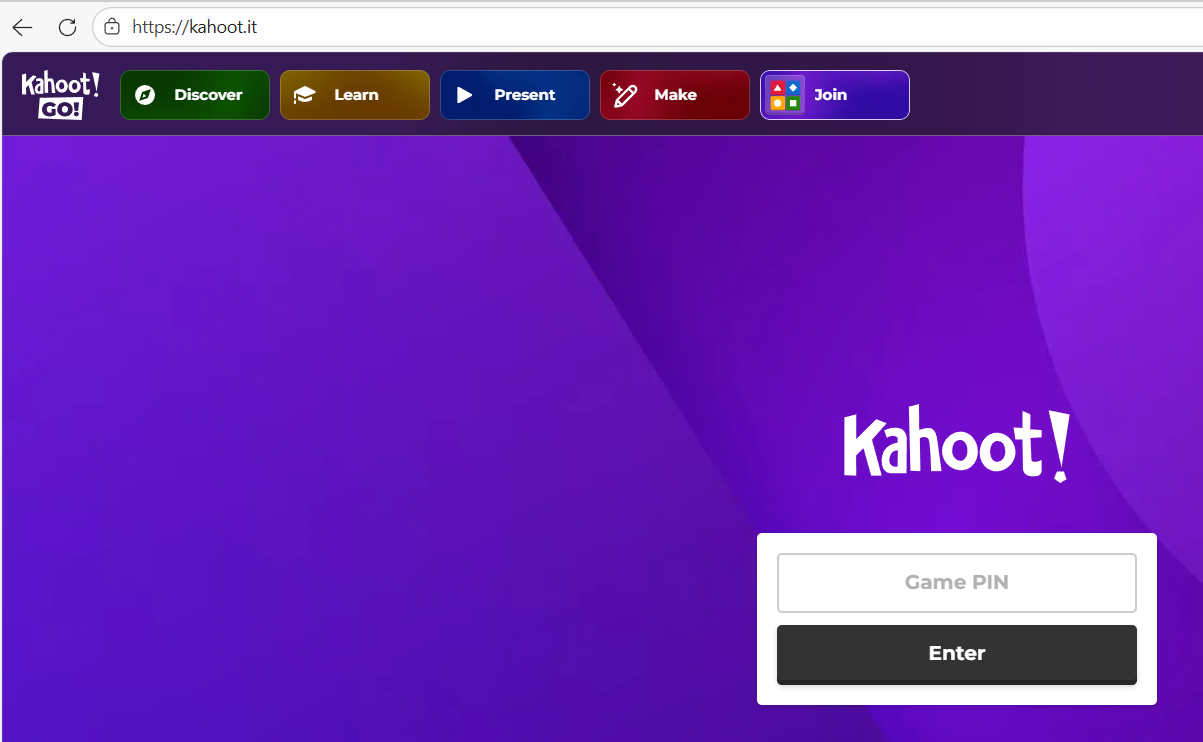 https://kahoot.it
Kahoot!
GO!
Discover
Learn
Present
Make
Join
Kahoot!
Game PIN
Enter